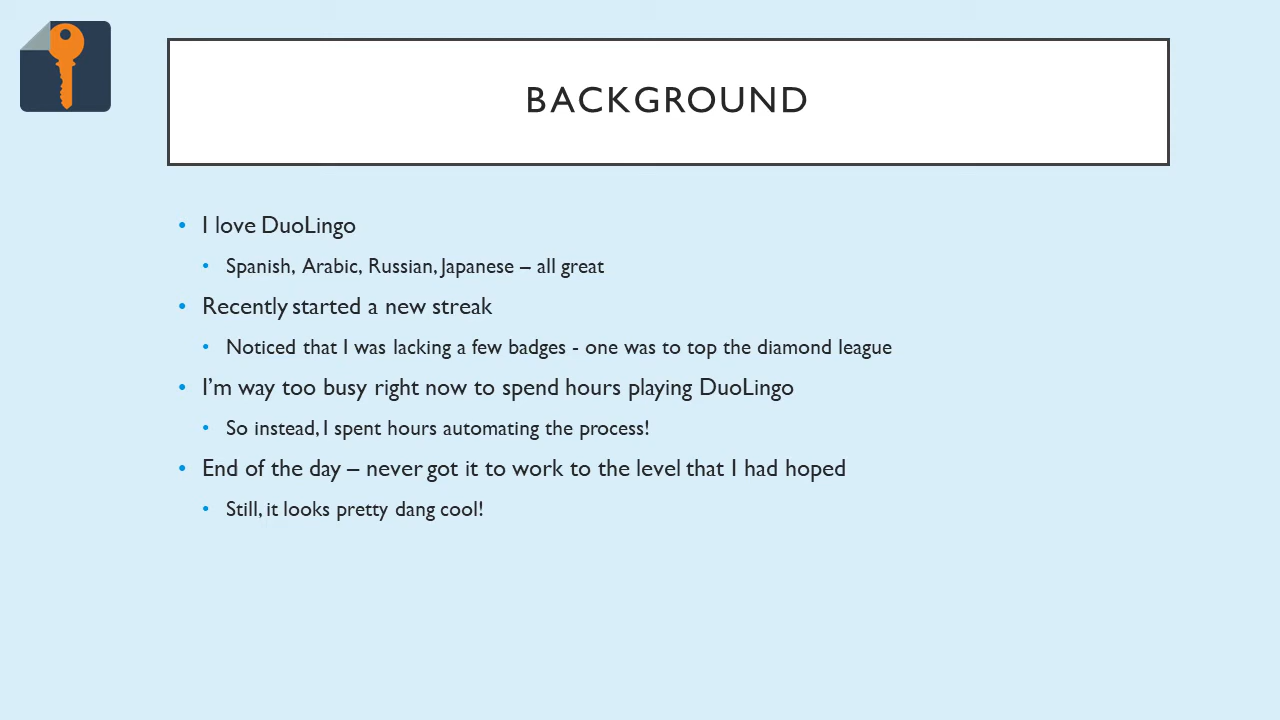 BACKGROUND
• I love DuoLingo
• Spanish, Arabic, Russian, Japanese – all great
• Recently started a new streak
• Noticed that I was lacking a few badges - one was to top the diamond league
• I'm way too busy right now to spend hours playing DuoLingo
• So instead, I spent hours automating the process!
• End of the day – never got it to work to the level that I had hoped
• Still, it looks pretty dang cool!